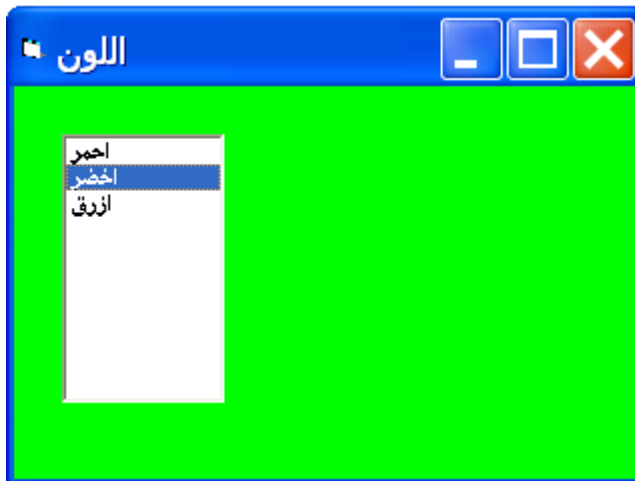 اللون
احمر
اخضر
ازرق